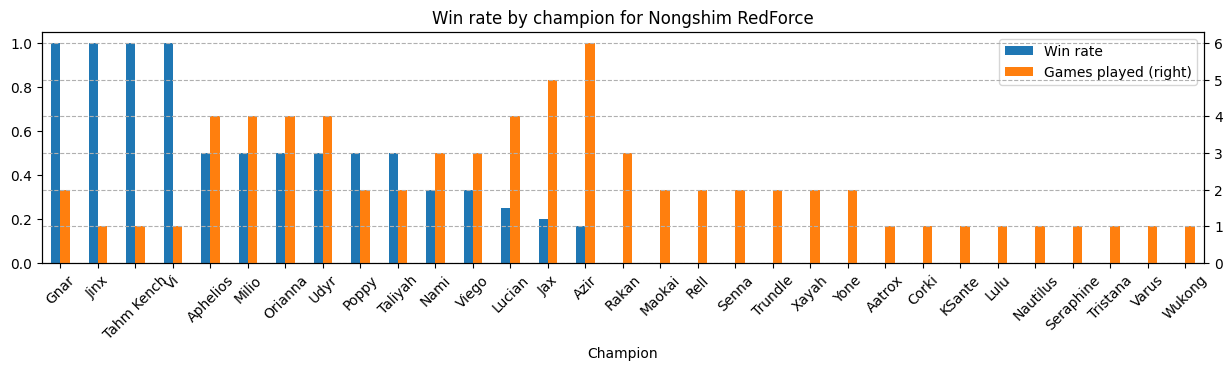 Win rate by champion for Nongshim RedForce
Win rate
Games played (right)
1.0
0.8
0.6
0.4
0.2
0.0
6
5
4
3
2
1
0
Gnar
Jinx
Tahm Kench
Vi
Aphelios
Milio
Orianna
Udyr
Poppy
Taliyah
Nami
Viego
Lucian
Jax
Azir
Rakan
Maokai
Rell
Senna
Trundle
Xayah
Yone
Aatrox
Corki
KSante
Lulu
Nautilus
Seraphine
Tristana
Varus
Wukong
Champion